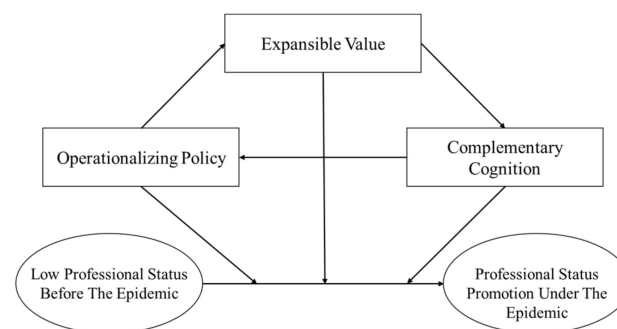 Expansible Value
Operationalizing Policy
Complementary
Cognition
Low Professional Status
Before The Epidemic
Professional Status
Promotion Under The
Epidemic